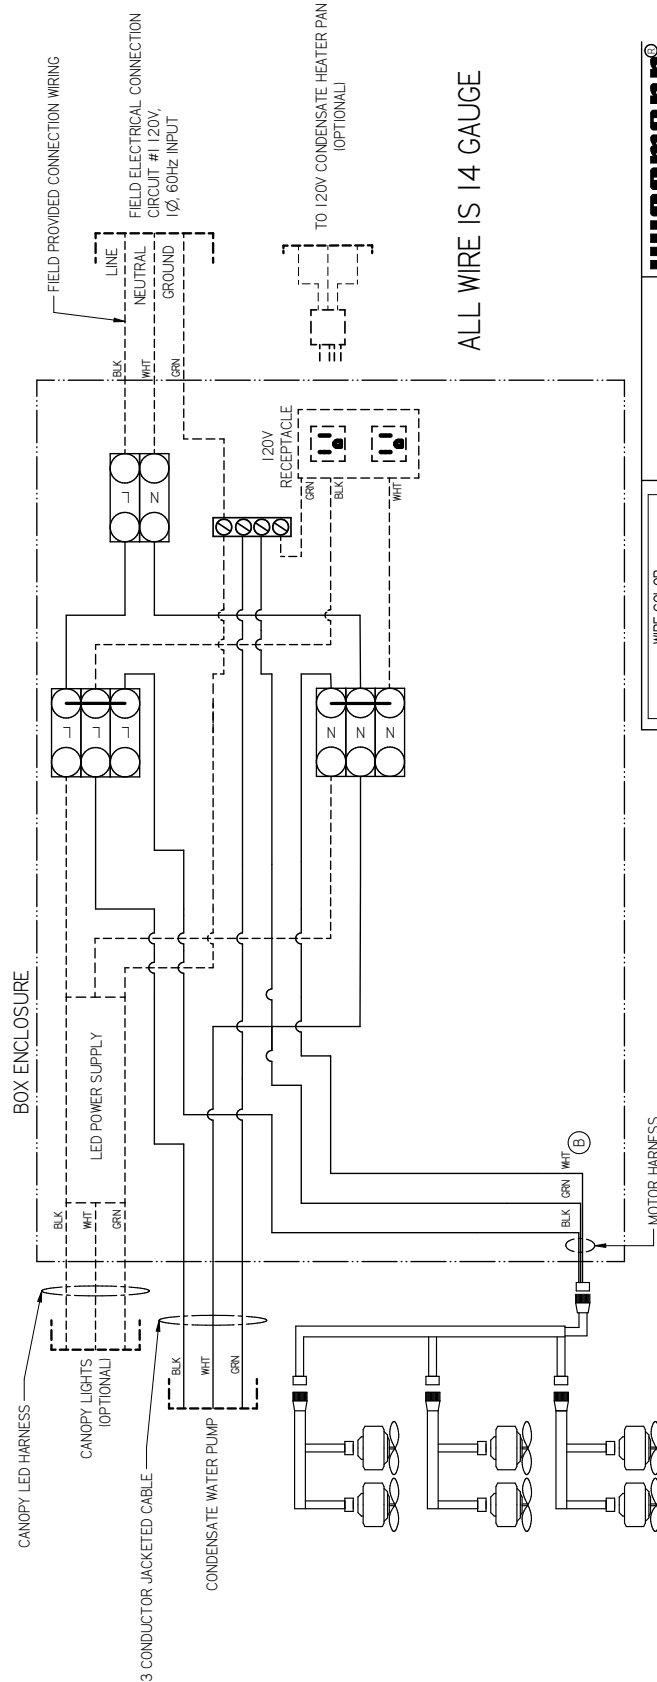 BOX ENCLOSURE
CANOPY LED HARNESS
CANOPY LIGHTS
(OPTIONAL)
3 CONDUCTOR JACKETED CABLE
CONDENSATE WATER PUMP
BLK
WHT
GRN
BLK
WHT
GRN
LED POWER SUPPLY
L
L
L
L
N
N
N
N
BLK
WHT
GRN
FIELD PROVIDED CONNECTION WIRING
LINE
NEUTRAL
GROUND
FIELD ELECTRICAL CONNECTION
CIRCUIT #1 120V,
1Ø, 60Hz INPUT
120V
RECEPTACLE
GRN
BLK
WHT
TO 120V CONDENSATE HEATER PAN
(OPTIONAL)
ALL WIRE IS 14 GAUGE
BLK
GRN
WHT
B
MOTOR HARNESS